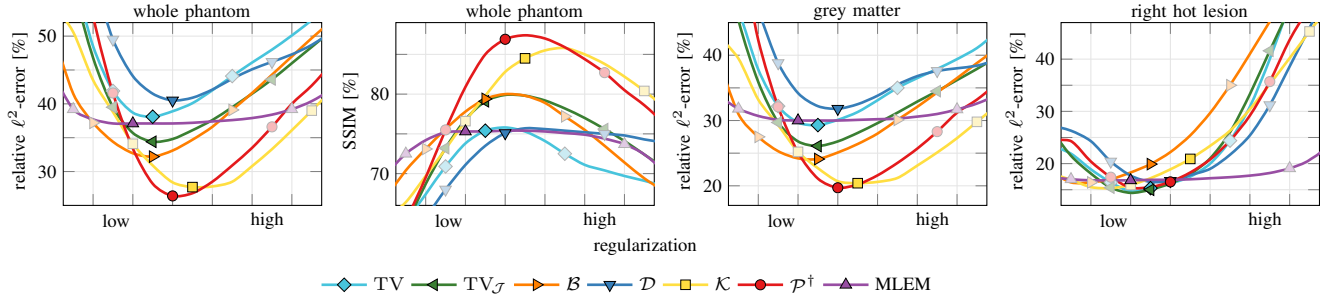 whole phantom
whole phantom
grey matter
right hot lesion
relative ℓ²-error [%]
50
40
30
low
high
SSIM [%]
80
70
low
high
relative ℓ²-error [%]
40
30
20
low
high
relative ℓ²-error [%]
40
30
20
low
high
regularization
TV TV_𝒥 ℬ 𝒟 𝒦 𝒫† MLEM